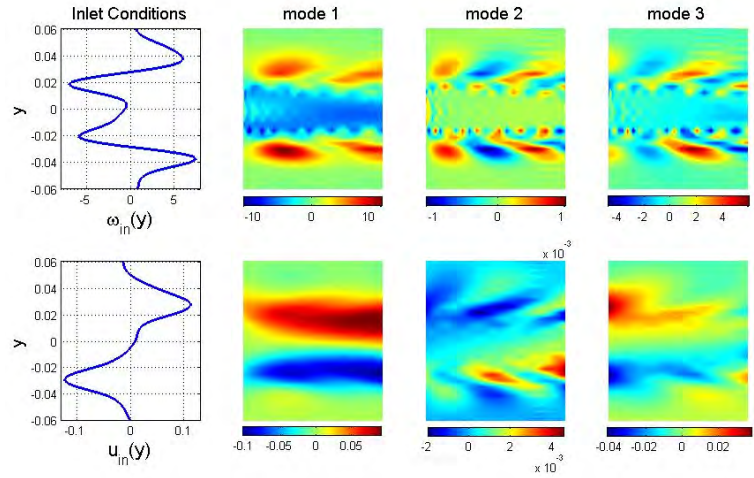 Inlet Conditions mode 1 mode 2 mode 3
0.06
0.04
0.02
0
-0.02
-0.04
-0.06
y
-5 0 5
ω_in(y)
-10 0 10
-1 0 1
x 10⁻³
-4 -2 0 2 4
0.06
0.04
0.02
0
-0.02
-0.04
-0.06
y
-0.1 0 0.1
u_in(y)
-0.1 -0.05 0 0.05
-2 0 2 4
x 10⁻³
-0.04 -0.02 0 0.02